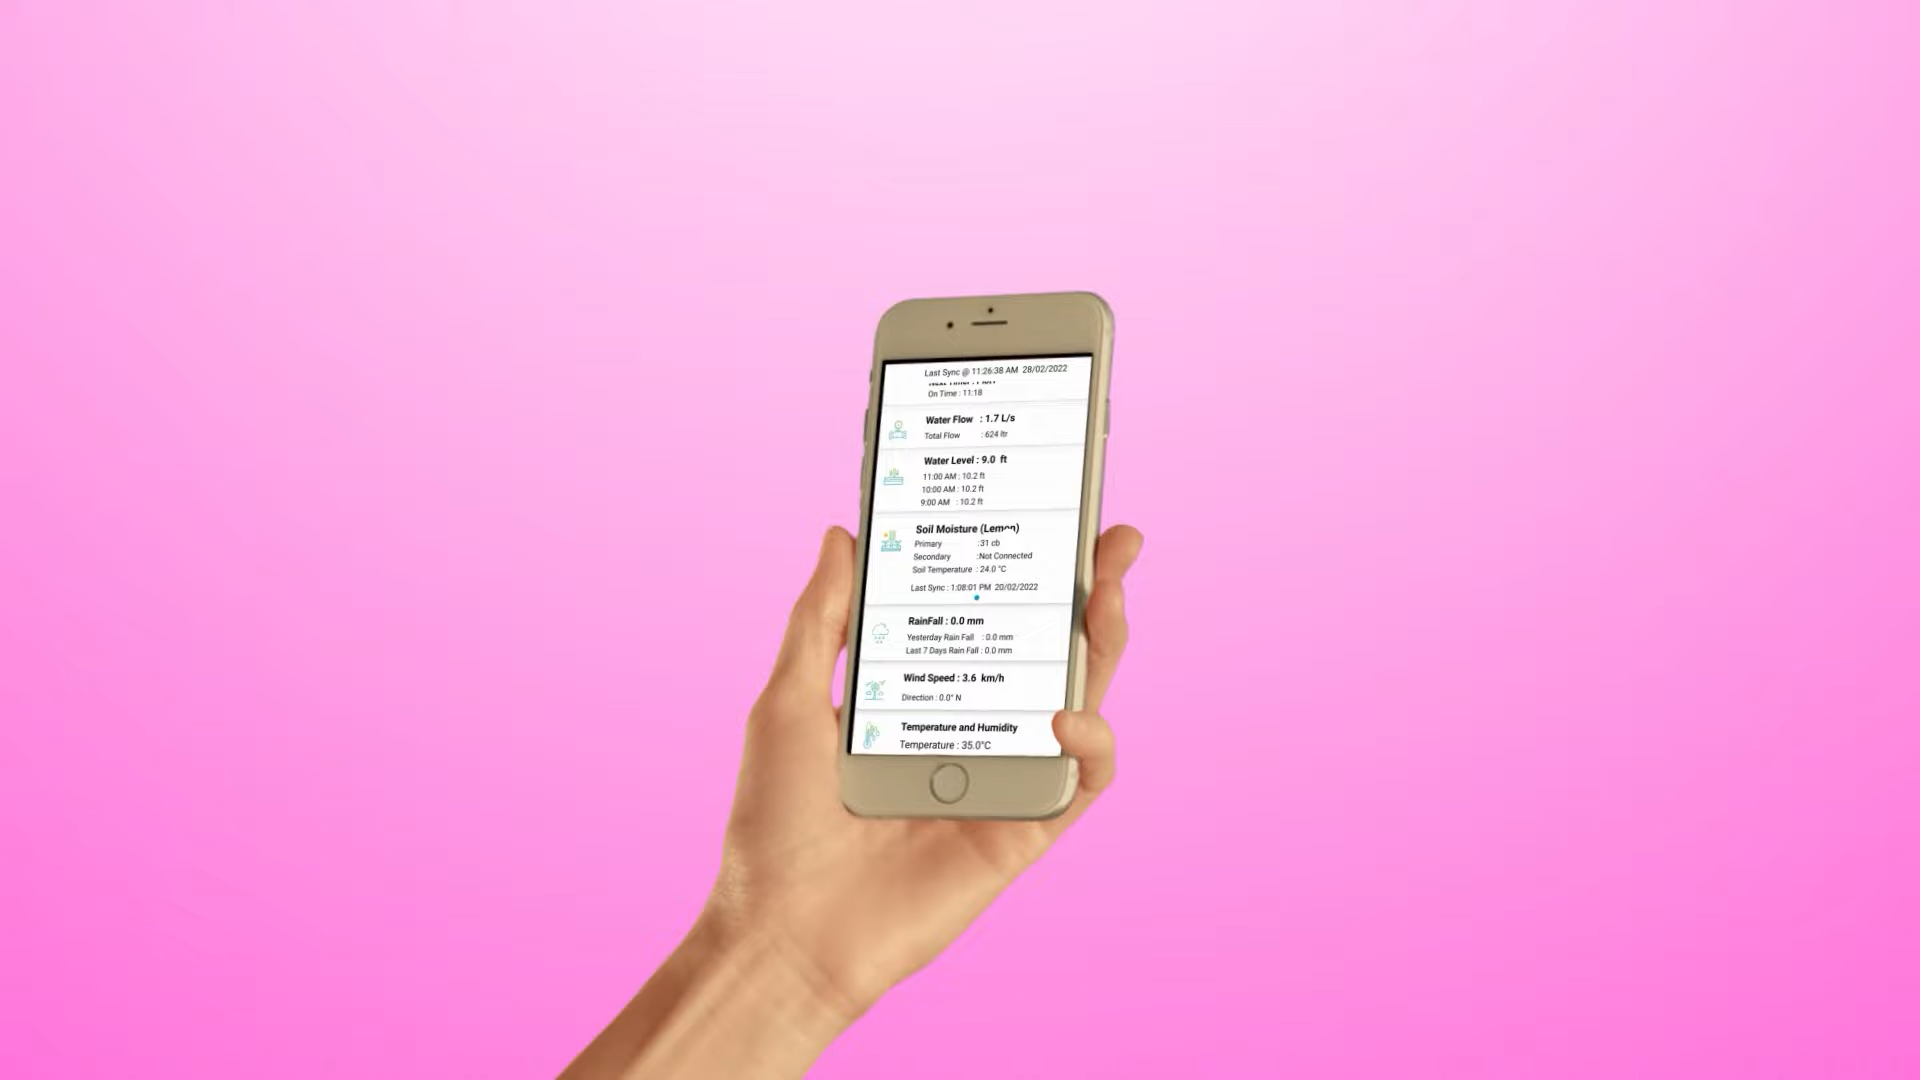 Last Sync @ 11:26:38 AM 28/02/2022
On Time : 11:18
Water Flow : 1.7 L/s
Total Flow : 624 ltr
Water Level : 9.0 ft
11:00 AM : 10.2 ft
10:00 AM : 10.2 ft
9:00 AM : 10.2 ft
Soil Moisture (Lemon)
Primary :31 cb
Secondary :Not Connected
Soil Temperature : 24.0 °C
Last Sync : 1:08:01 PM 20/02/2022
RainFall : 0.0 mm
Yesterday Rain Fall : 0.0 mm
Last 7 Days Rain Fall : 0.0 mm
Wind Speed : 3.6 km/h
Direction : 0.0° N
Temperature and Humidity
Temperature : 35.0°C